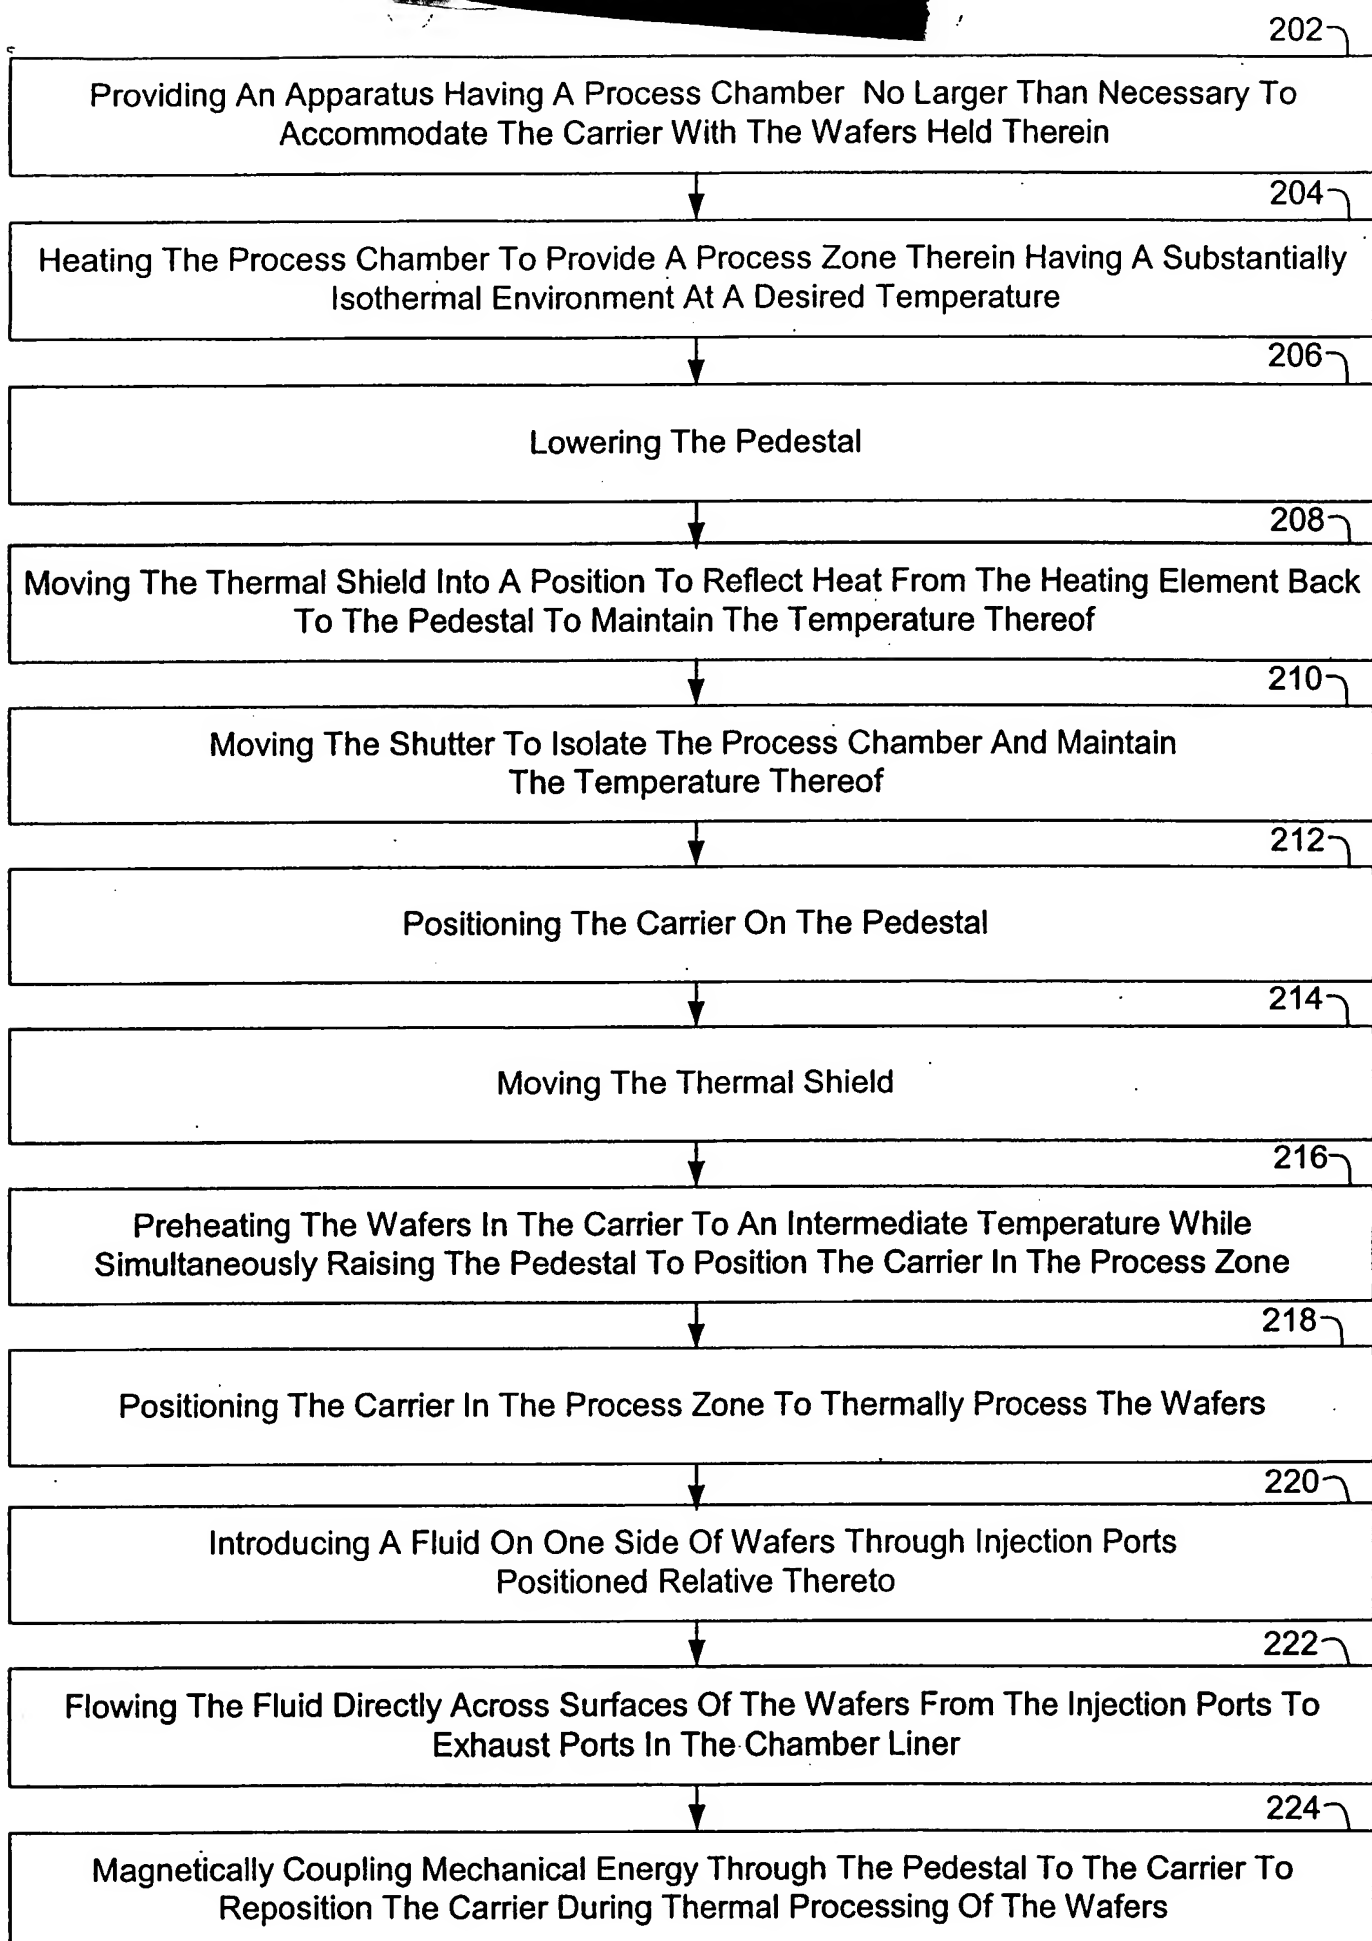 202
Providing An Apparatus Having A Process Chamber No Larger Than Necessary To
Accommodate The Carrier With The Wafers Held Therein
204
Heating The Process Chamber To Provide A Process Zone Therein Having A Substantially
Isothermal Environment At A Desired Temperature
206
Lowering The Pedestal
208
Moving The Thermal Shield Into A Position To Reflect Heat From The Heating Element Back
To The Pedestal To Maintain The Temperature Thereof
210
Moving The Shutter To Isolate The Process Chamber And Maintain
The Temperature Thereof
212
Positioning The Carrier On The Pedestal
214
Moving The Thermal Shield
216
Preheating The Wafers In The Carrier To An Intermediate Temperature While
Simultaneously Raising The Pedestal To Position The Carrier In The Process Zone
218
Positioning The Carrier In The Process Zone To Thermally Process The Wafers
220
Introducing A Fluid On One Side Of Wafers Through Injection Ports
Positioned Relative Thereto
222
Flowing The Fluid Directly Across Surfaces Of The Wafers From The Injection Ports To
Exhaust Ports In The Chamber Liner
224
Magnetically Coupling Mechanical Energy Through The Pedestal To The Carrier To
Reposition The Carrier During Thermal Processing Of The Wafers